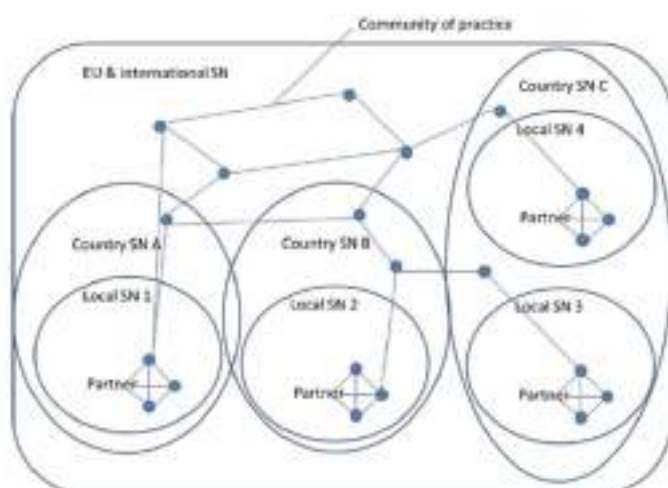 Community of practice
EU & international SN
Country SN C
Local SN 4
Partner
Country SN A
Country SN B
Local SN 1
Local SN 2
Local SN 3
Partner
Partner
Partner